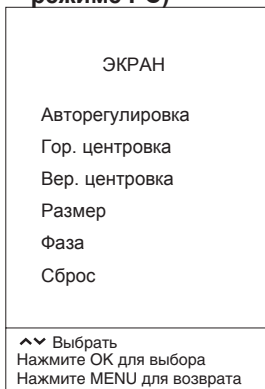 режиме PC)
ЭКРАН
Авторегулировка
Гор. центровка
Вер. центровка
Размер
Фаза
Сброс
Выбрать
Нажмите OK для выбора
Нажмите MENU для возврата